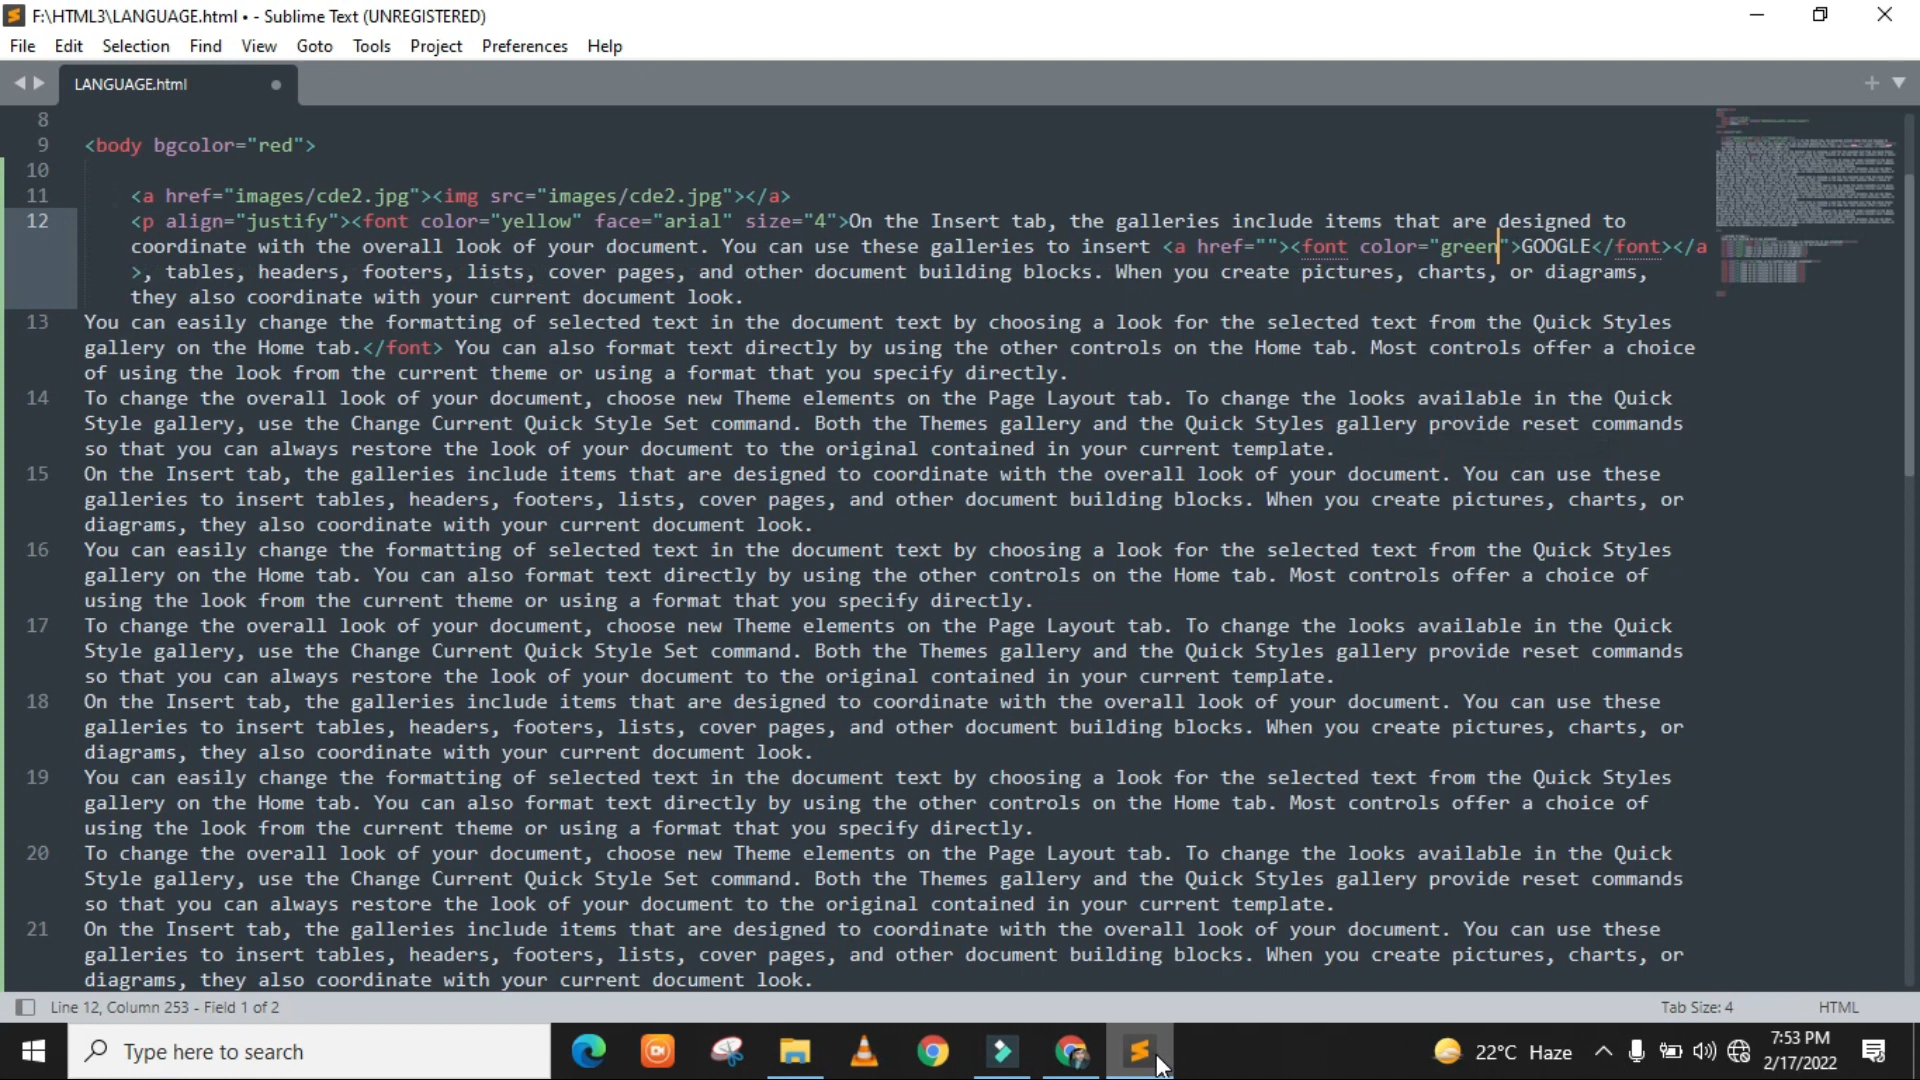 F:\HTML3\LANGUAGE.html • - Sublime Text (UNREGISTERED)
File Edit Selection Find View Goto Tools Project Preferences Help
LANGUAGE.html
8
9 <body bgcolor="red">
10
11 <a href="images/cde2.jpg"><img src="images/cde2.jpg"></a>
12 <p align="justify"><font color="yellow" face="arial" size="4">On the Insert tab, the galleries include items that are designed to
coordinate with the overall look of your document. You can use these galleries to insert <a href=""><font color="green">GOOGLE</font></a
>, tables, headers, footers, lists, cover pages, and other document building blocks. When you create pictures, charts, or diagrams,
they also coordinate with your current document look.
13 You can easily change the formatting of selected text in the document text by choosing a look for the selected text from the Quick Styles
gallery on the Home tab.</font> You can also format text directly by using the other controls on the Home tab. Most controls offer a choice
of using the look from the current theme or using a format that you specify directly.
14 To change the overall look of your document, choose new Theme elements on the Page Layout tab. To change the looks available in the Quick
Style gallery, use the Change Current Quick Style Set command. Both the Themes gallery and the Quick Styles gallery provide reset commands
so that you can always restore the look of your document to the original contained in your current template.
15 On the Insert tab, the galleries include items that are designed to coordinate with the overall look of your document. You can use these
galleries to insert tables, headers, footers, lists, cover pages, and other document building blocks. When you create pictures, charts, or
diagrams, they also coordinate with your current document look.
16 You can easily change the formatting of selected text in the document text by choosing a look for the selected text from the Quick Styles
gallery on the Home tab. You can also format text directly by using the other controls on the Home tab. Most controls offer a choice of
using the look from the current theme or using a format that you specify directly.
17 To change the overall look of your document, choose new Theme elements on the Page Layout tab. To change the looks available in the Quick
Style gallery, use the Change Current Quick Style Set command. Both the Themes gallery and the Quick Styles gallery provide reset commands
so that you can always restore the look of your document to the original contained in your current template.
18 On the Insert tab, the galleries include items that are designed to coordinate with the overall look of your document. You can use these
galleries to insert tables, headers, footers, lists, cover pages, and other document building blocks. When you create pictures, charts, or
diagrams, they also coordinate with your current document look.
19 You can easily change the formatting of selected text in the document text by choosing a look for the selected text from the Quick Styles
gallery on the Home tab. You can also format text directly by using the other controls on the Home tab. Most controls offer a choice of
using the look from the current theme or using a format that you specify directly.
20 To change the overall look of your document, choose new Theme elements on the Page Layout tab. To change the looks available in the Quick
Style gallery, use the Change Current Quick Style Set command. Both the Themes gallery and the Quick Styles gallery provide reset commands
so that you can always restore the look of your document to the original contained in your current template.
21 On the Insert tab, the galleries include items that are designed to coordinate with the overall look of your document. You can use these
galleries to insert tables, headers, footers, lists, cover pages, and other document building blocks. When you create pictures, charts, or
diagrams, they also coordinate with your current document look.
Line 12, Column 253 - Field 1 of 2 Tab Size: 4 HTML
Type here to search 22°C Haze 7:53 PM
2/17/2022